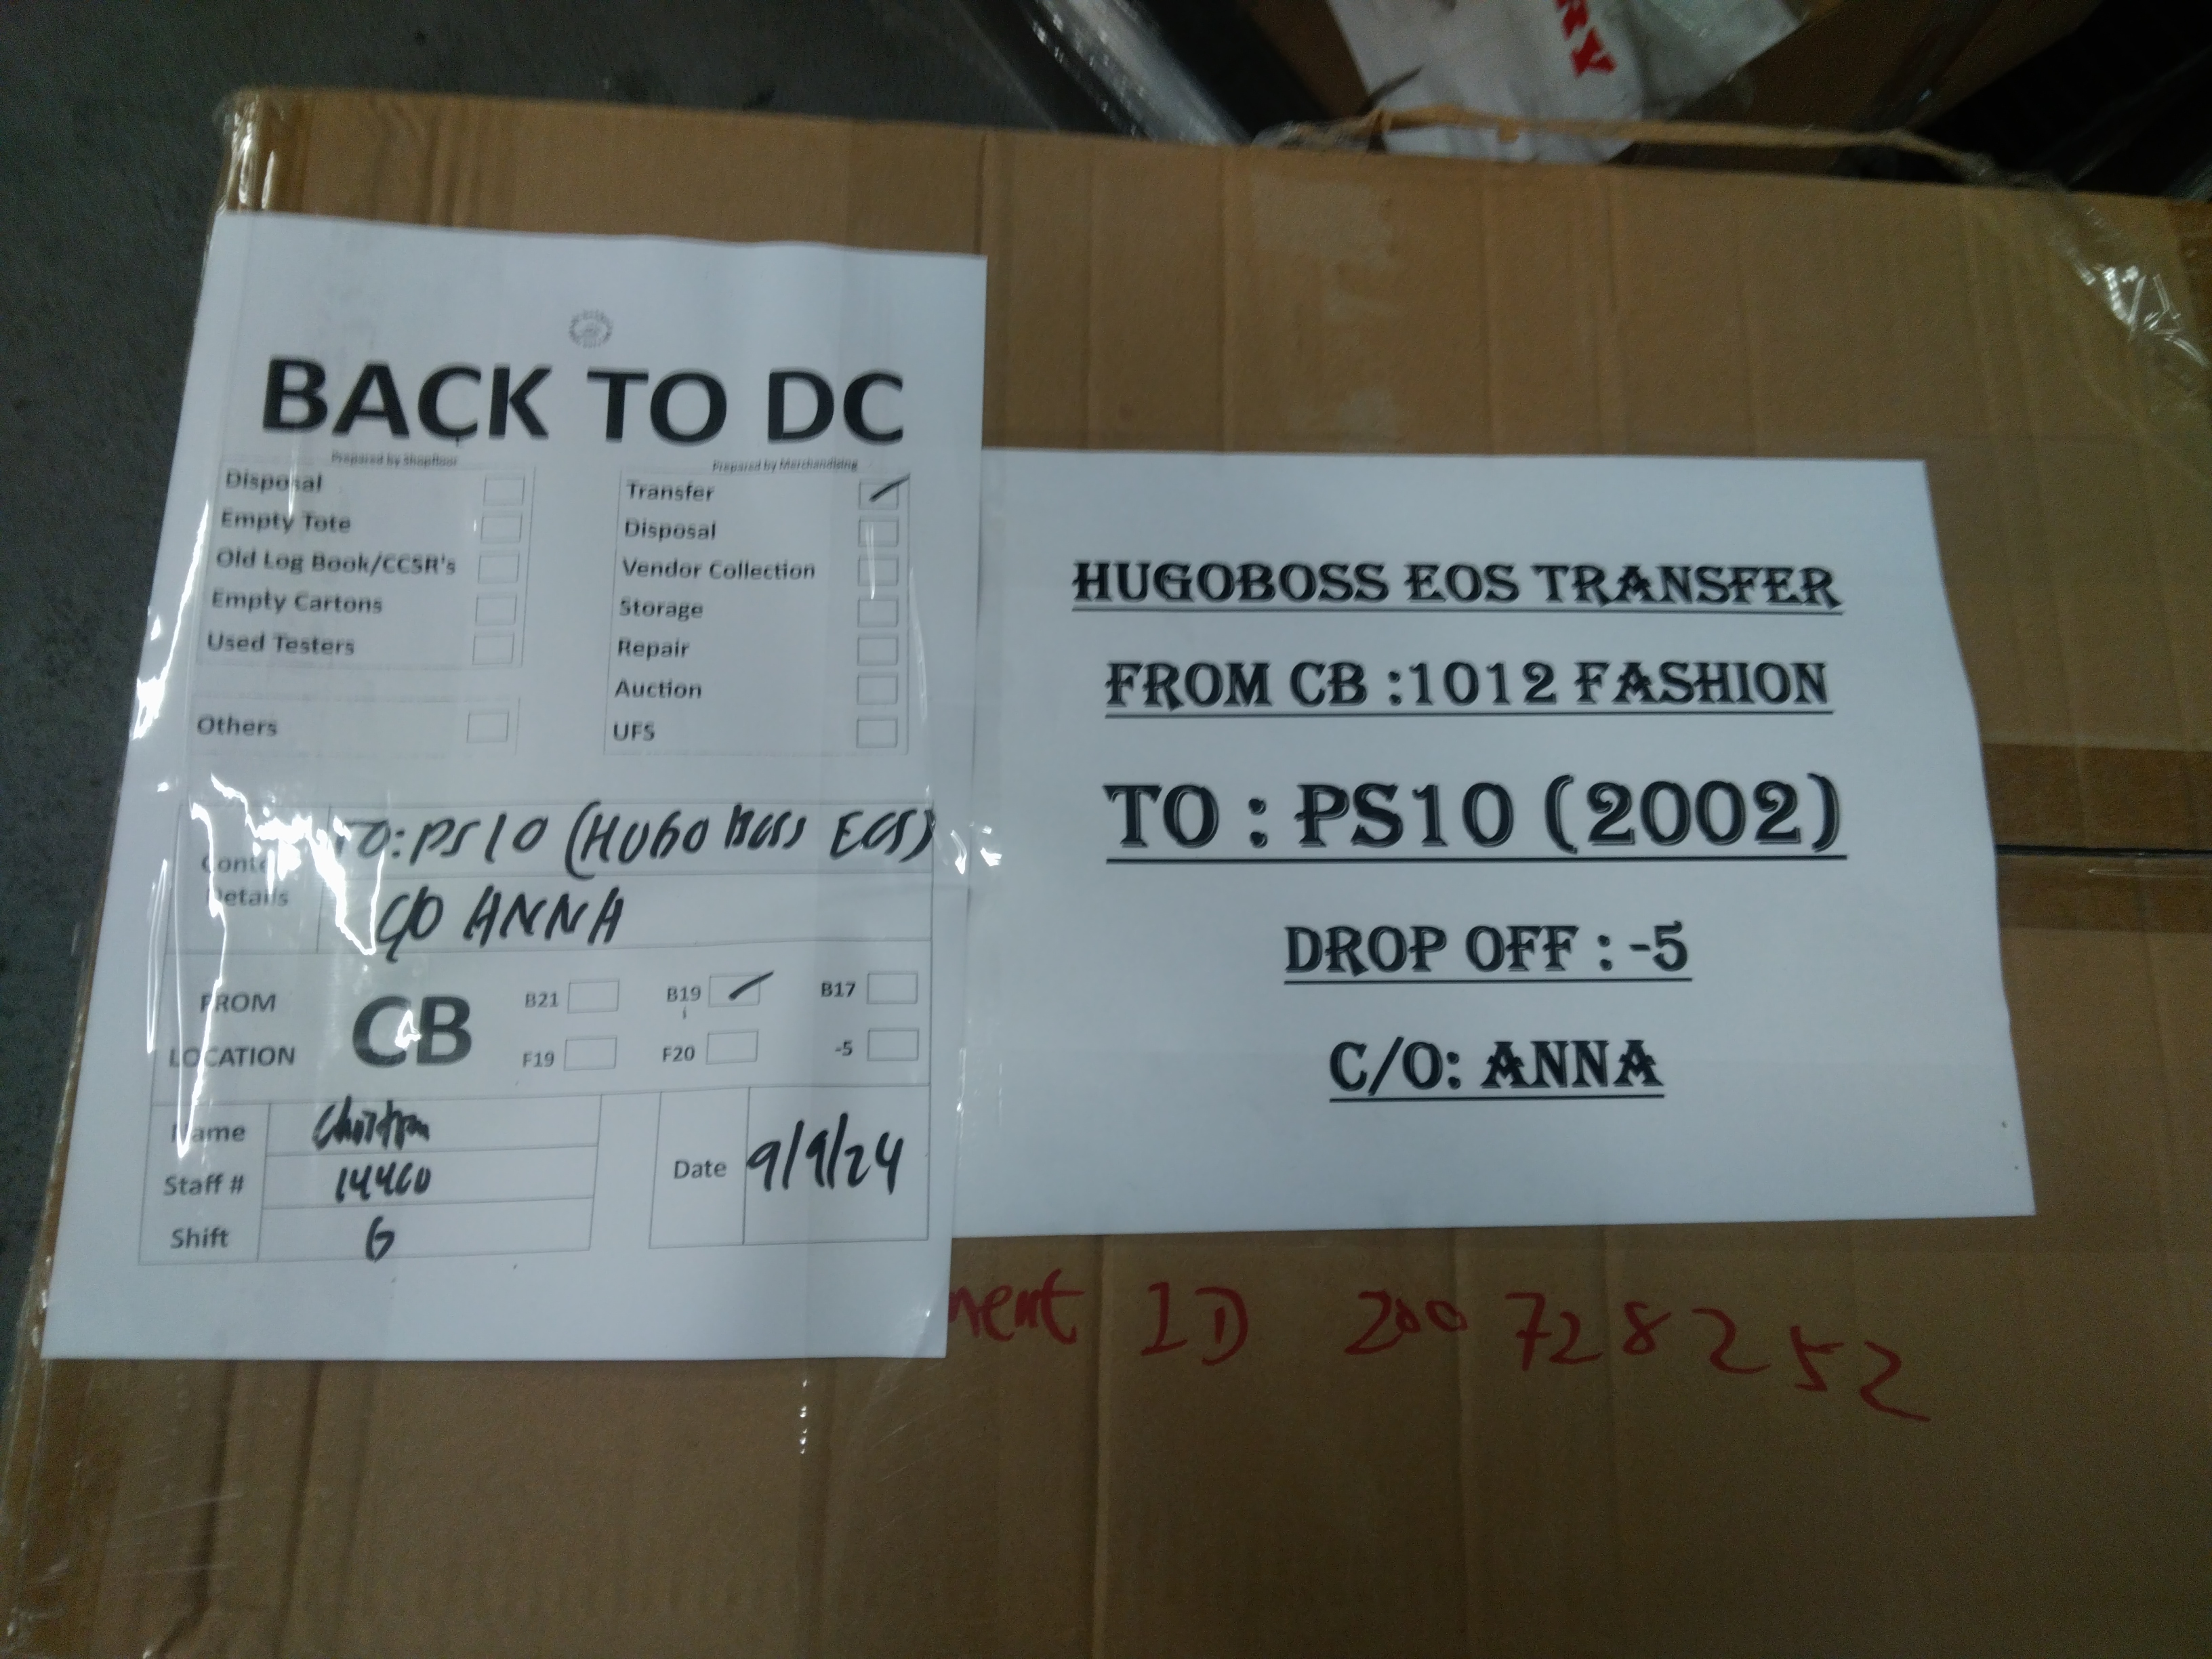 RY
BACK TO DC
Prepared by Shopfloor
Disposal
Empty Tote
Old Log Book/CCSR's
Empty Cartons
Used Testers
Others
Prepared by Merchandising
Transfer
Disposal
Vendor Collection
Storage
Repair
Auction
UFS
Conte
Details
TO: PS10 (HUGO BOSS EOS)
C/O ANNA
FROM
LOCATION
CB
B21
B19
B17
F19
F20
-5
Name
Staff #
14460
Shift
G
Date
9/9/24
HUGOBOSS EOS TRANSFER
FROM CB :1012 FASHION
TO : PS10 (2002)
DROP OFF : -5
C/O: ANNA
ment ID 200728252